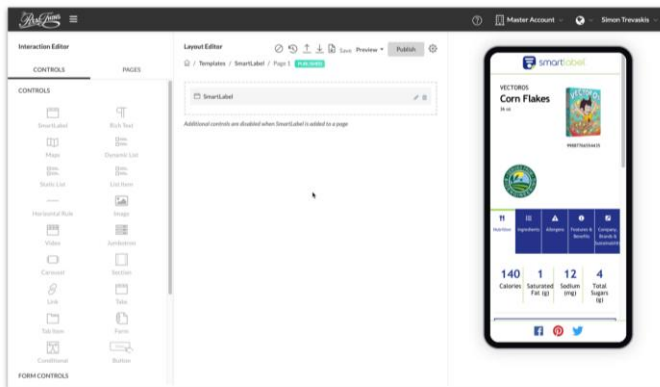 Master Account
Simon Trevaskis
Interaction Editor
CONTROLS
PAGES
CONTROLS
SmartLabel
Rich Text
Maps
Dynamic List
Static List
List Item
Horizontal Rule
Image
Video
Jumbotron
Carousel
Section
Link
Tab Item
Form
Conditional
Button
FORM CONTROLS
Layout Editor
Save
Preview
Publish
/ Templates / SmartLabel / Page 1
SmartLabel
Additional controls are disabled when SmartLabel is added to a page
smartlabel
VECTOROS
Corn Flakes
VECTOROS
Nutrition
Ingredients
Allergens
Features & Benefits
Company, Brands & Sustainability
140
Calories
1
Saturated Fat (g)
12
Sodium (mg)
4
Total Sugars (g)